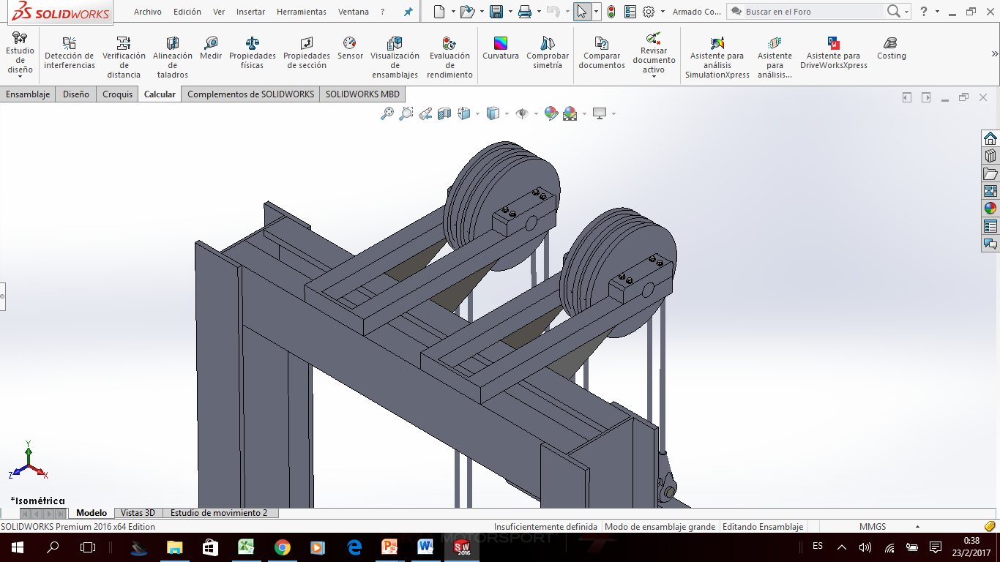 SOLIDWORKS
Archivo Edición Ver Insertar Herramientas Ventana ?
Armado Co...
Buscar en el Foro
?
Estudio de diseño
Detección de interferencias
Verificación de distancia
Alineación de taladros
Medir
Propiedades físicas
Propiedades de sección
Sensor
Visualización de ensamblajes
Evaluación de rendimiento
Curvatura
Comprobar simetría
Comparar documentos
Revisar documento activo
Asistente para análisis SimulationXpress
Asistente para análisis...
Asistente para DriveWorksXpress
Costing
Ensamblaje Diseño Croquis Calcular Complementos de SOLIDWORKS SOLIDWORKS MBD
Y
Z
X
*Isométrica
Modelo Vistas 3D Estudio de movimiento 2
SOLIDWORKS Premium 2016 x64 Edition
Insuficientemente definida Modo de ensamblaje grande Editando Ensamblaje MMGS
MOTORSPORT
SW 2016
ES
0:38
23/2/2017